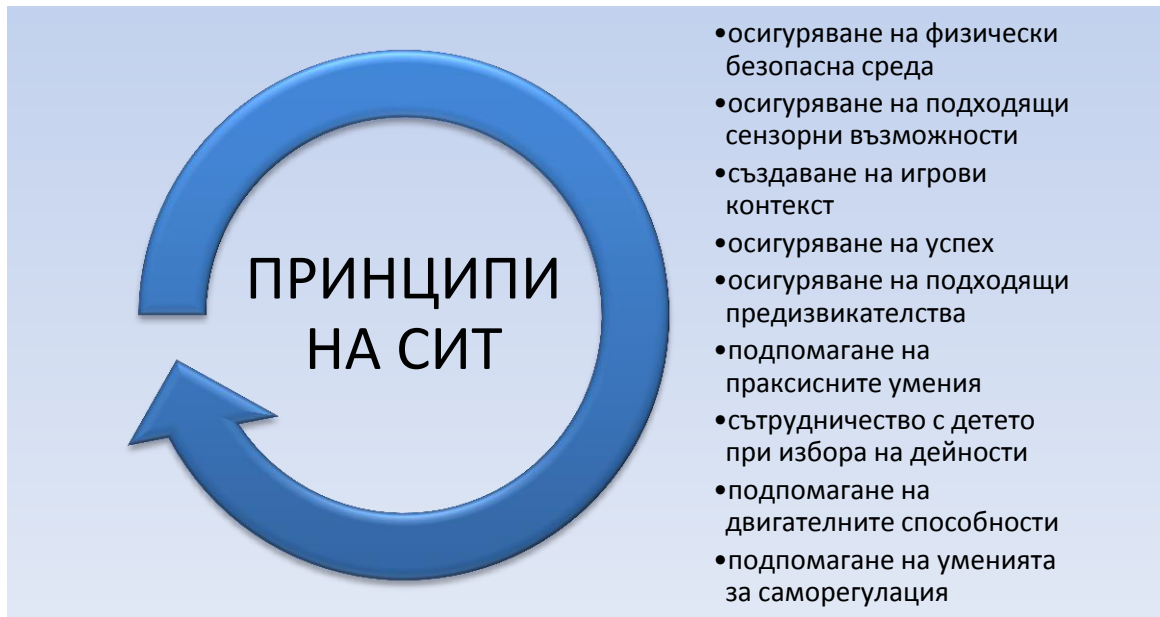 ПРИНЦИПИ
НА СИТ
•осигуряване на физически
безопасна среда
•осигуряване на подходящи
сензорни възможности
•създаване на игрови
контекст
•осигуряване на успех
•осигуряване на подходящи
предизвикателства
•подпомагане на
праксисните умения
•сътрудничество с детето
при избора на дейности
•подпомагане на
двигателните способности
•подпомагане на уменията
за саморегулация